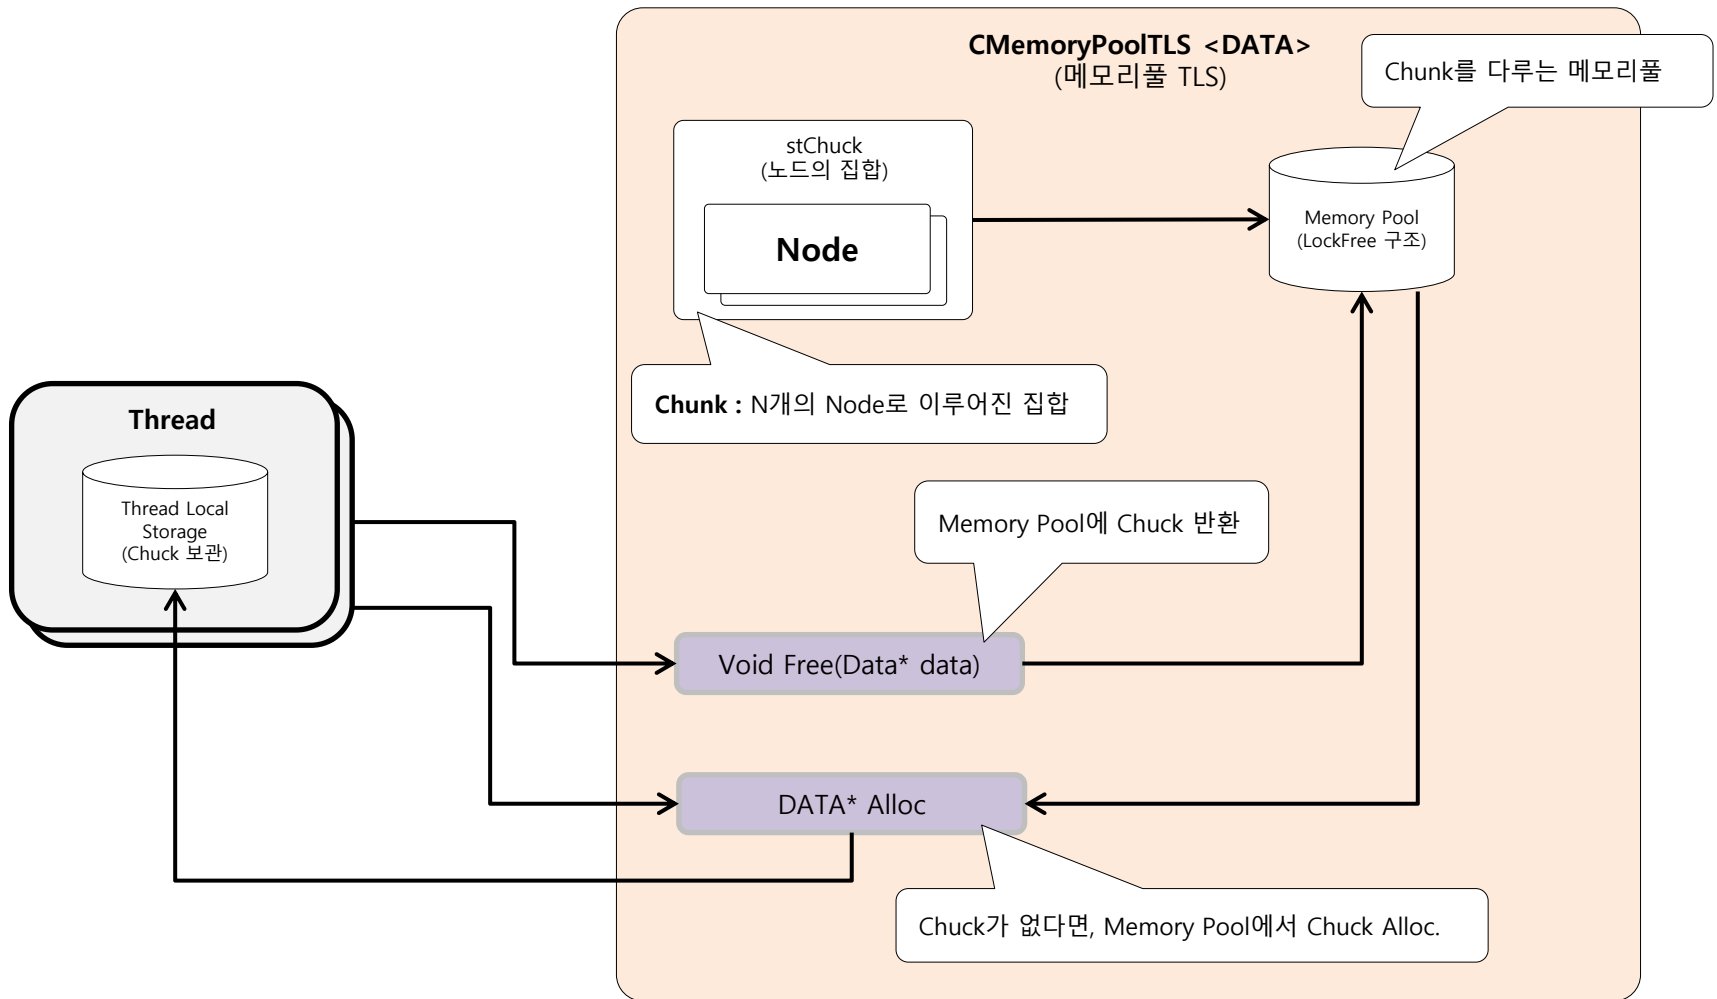 CMemoryPoolTLS <DATA>
(메모리풀 TLS)
Chunk를 다루는 메모리풀
stChuck
(노드의 집합)
Node
Memory Pool
(LockFree 구조)
Chunk : N개의 Node로 이루어진 집합
Thread
Thread Local
Storage
(Chuck 보관)
Memory Pool에 Chuck 반환
Void Free(Data* data)
DATA* Alloc
Chuck가 없다면, Memory Pool에서 Chuck Alloc.